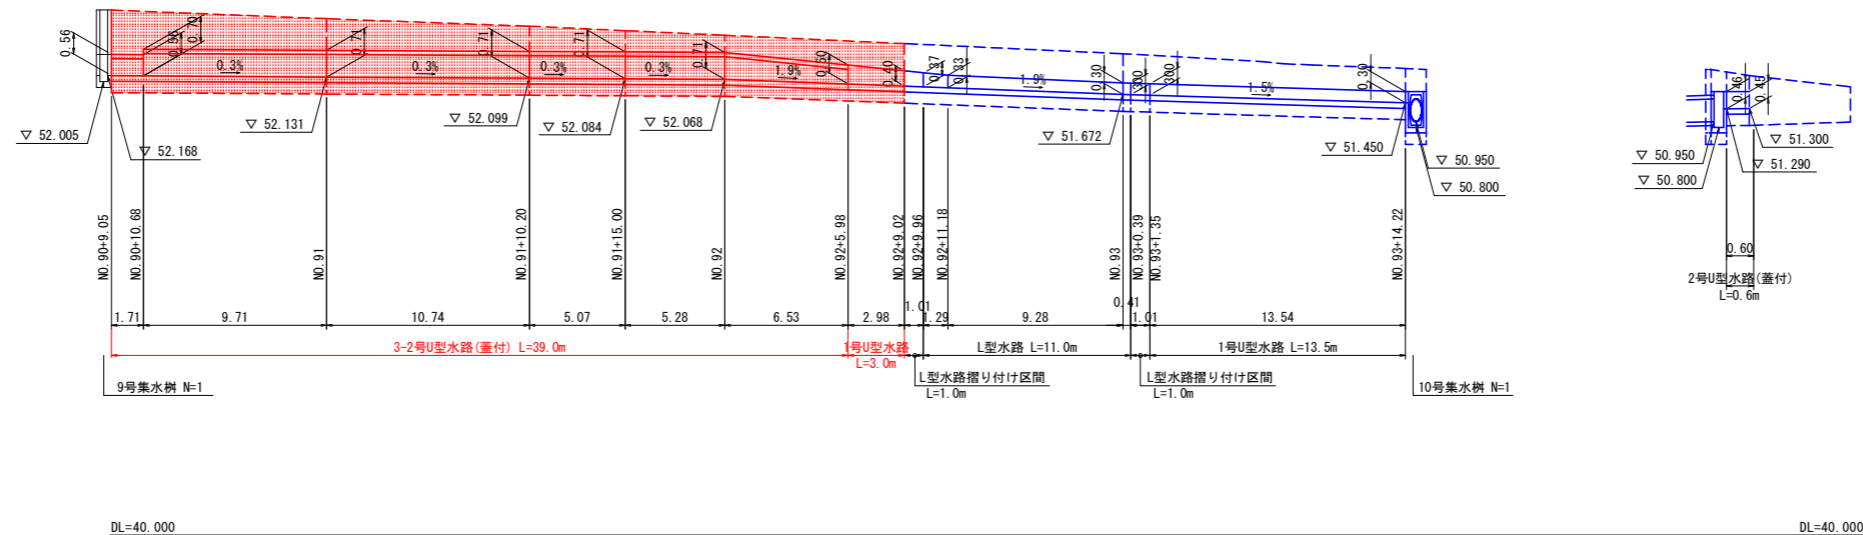 0.56
0.56
0.70
0.71
0.71
0.71
0.71
0.50
0.40
0.37
0.33
0.30
300
300
0.30
0.46
0.45
0.3%
0.3%
0.3%
0.3%
1.9%
1.9%
1.5%
▽ 52.005
▽ 52.168
▽ 52.131
▽ 52.099
▽ 52.084
▽ 52.068
▽ 51.672
▽ 51.450
▽ 50.950
▽ 50.800
▽ 50.950
▽ 50.800
▽ 51.300
▽ 51.290
NO.90+9.05
NO.90+10.68
NO.91
NO.91+10.20
NO.91+15.00
NO.92
NO.92+5.98
NO.92+9.02
NO.92+9.96
NO.92+11.18
NO.93
NO.93+0.39
NO.93+1.35
NO.93+14.22
0.60
2号U型水路(蓋付)
L=0.6m
1.71
9.71
10.74
5.07
5.28
6.53
2.98
1.01
1.29
9.28
0.41
1.01
13.54
3-2号U型水路(蓋付) L=39.0m
1号U型水路
L=3.0m
L型水路 L=11.0m
1号U型水路 L=13.5m
9号集水桝 N=1
L型水路摺り付け区間
L=1.0m
L型水路摺り付け区間
L=1.0m
10号集水桝 N=1
DL=40.000
DL=40.000